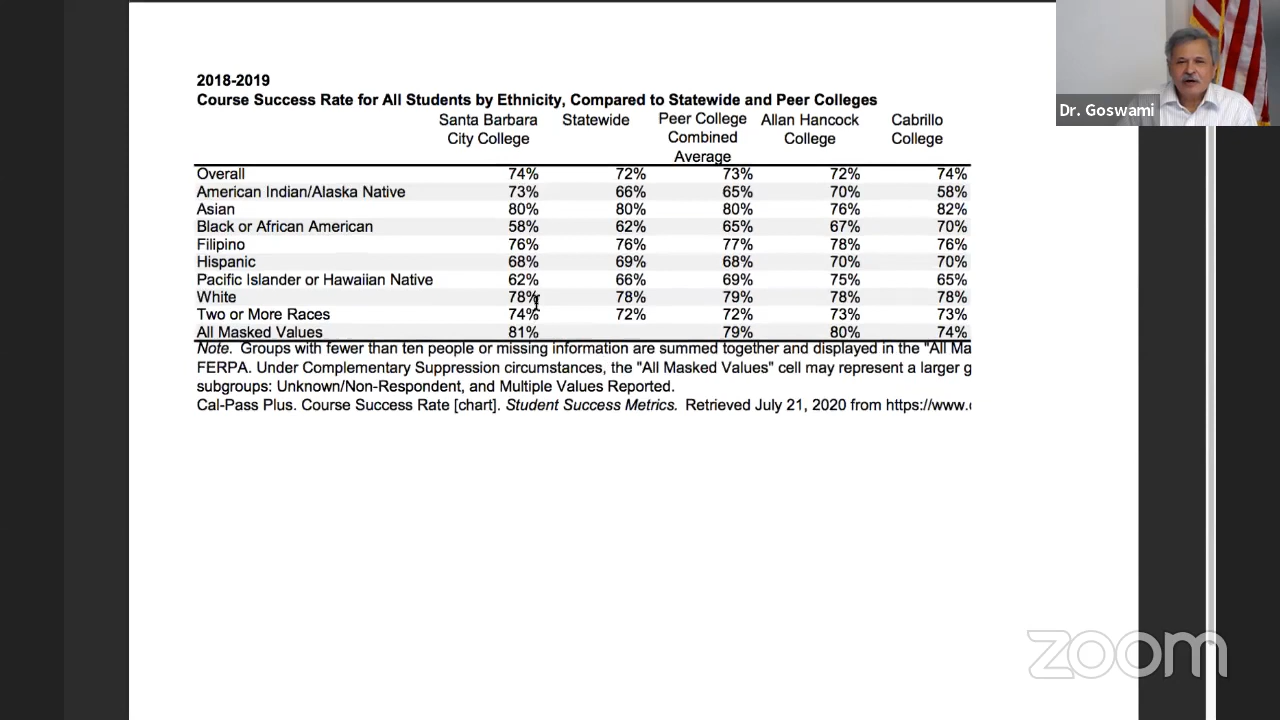 2018-2019
Course Success Rate for All Students by Ethnicity, Compared to Statewide and Peer Colleges
Santa Barbara City College Statewide Peer College Combined Average Allan Hancock College Cabrillo College
Overall 74% 72% 73% 72% 74%
American Indian/Alaska Native 73% 66% 65% 70% 58%
Asian 80% 80% 80% 76% 82%
Black or African American 58% 62% 65% 67% 70%
Filipino 76% 76% 77% 78% 76%
Hispanic 68% 69% 68% 70% 70%
Pacific Islander or Hawaiian Native 62% 66% 69% 75% 65%
White 78% 78% 79% 78% 78%
Two or More Races 74% 72% 72% 73% 73%
All Masked Values 81% 79% 80% 74%
Note. Groups with fewer than ten people or missing information are summed together and displayed in the "All Ma
FERPA. Under Complementary Suppression circumstances, the "All Masked Values" cell may represent a larger g
subgroups: Unknown/Non-Respondent, and Multiple Values Reported.
Cal-Pass Plus. Course Success Rate [chart]. Student Success Metrics. Retrieved July 21, 2020 from https://www.
Dr. Goswami
zoom